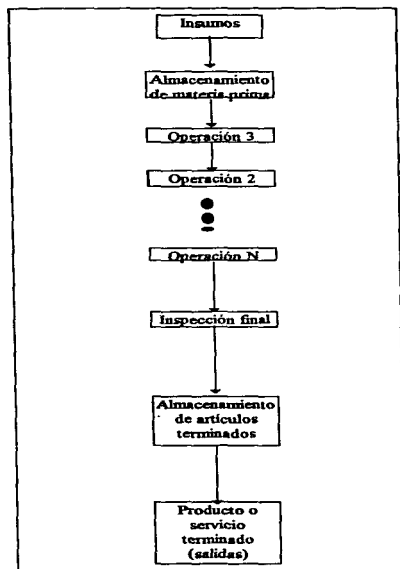 Insumos
Almacenamiento
de materia prima
Operación 3
Operación 2
Operación N
Inspección final
Almacenamiento
de artículos
terminados
Producto o
servicio
terminado
(salidas)